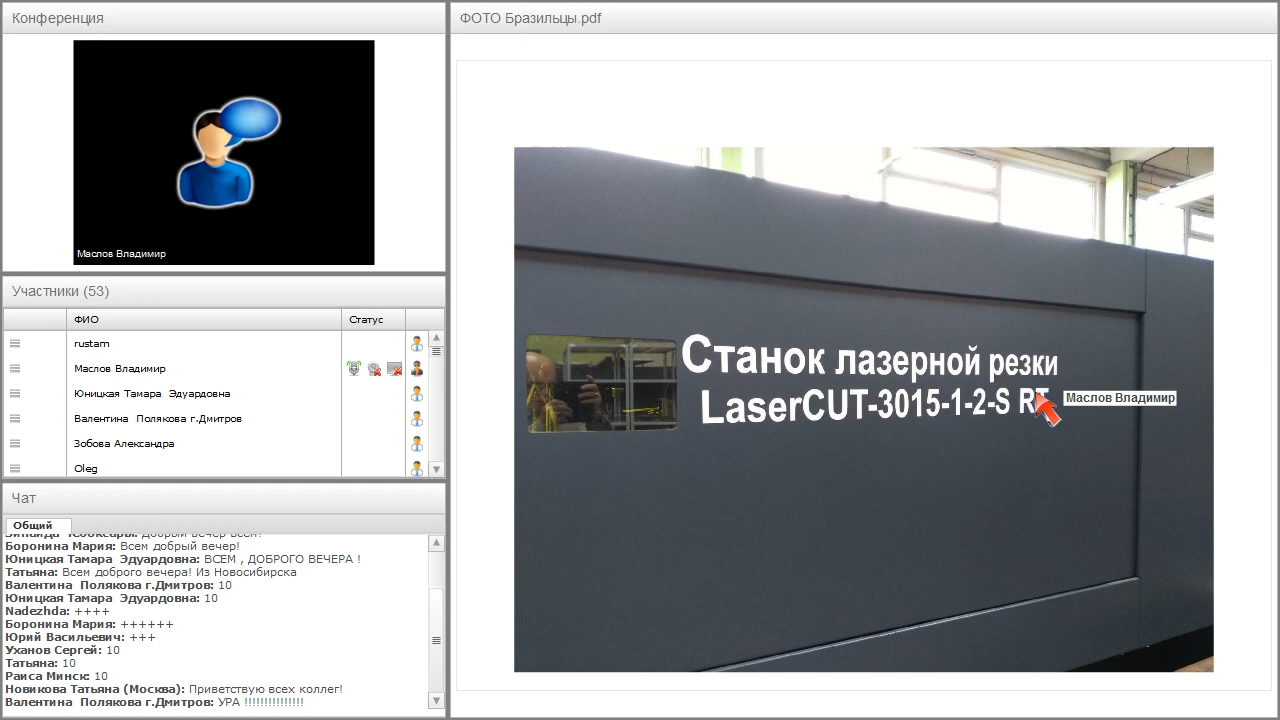 Конференция
Маслов Владимир
Участники (53)
ФИО
Статус
rustam
Маслов Владимир
Юницкая Тамара Эдуардовна
Валентина Полякова г.Дмитров
Зобова Александра
Oleg
Чат
Общий
Добрый вечер всем!
Боронина Мария: Всем добрый вечер!
Юницкая Тамара Эдуардовна: ВСЕМ , ДОБРОГО ВЕЧЕРА !
Татьяна: Всем доброго вечера! Из Новосибирска
Валентина Полякова г.Дмитров: 10
Юницкая Тамара Эдуардовна: 10
Nadezhda: ++++
Боронина Мария: ++++++
Юрий Васильевич: +++
Уханов Сергей: 10
Татьяна: 10
Раиса Минск: 10
Новикова Татьяна (Москва): Приветствую всех коллег!
Валентина Полякова г.Дмитров: УРА !!!!!!!!!!!!!!!
ФОТО Бразильцы.pdf
Станок лазерной резки
LaserCUT-3015-1-2-S RT
Маслов Владимир